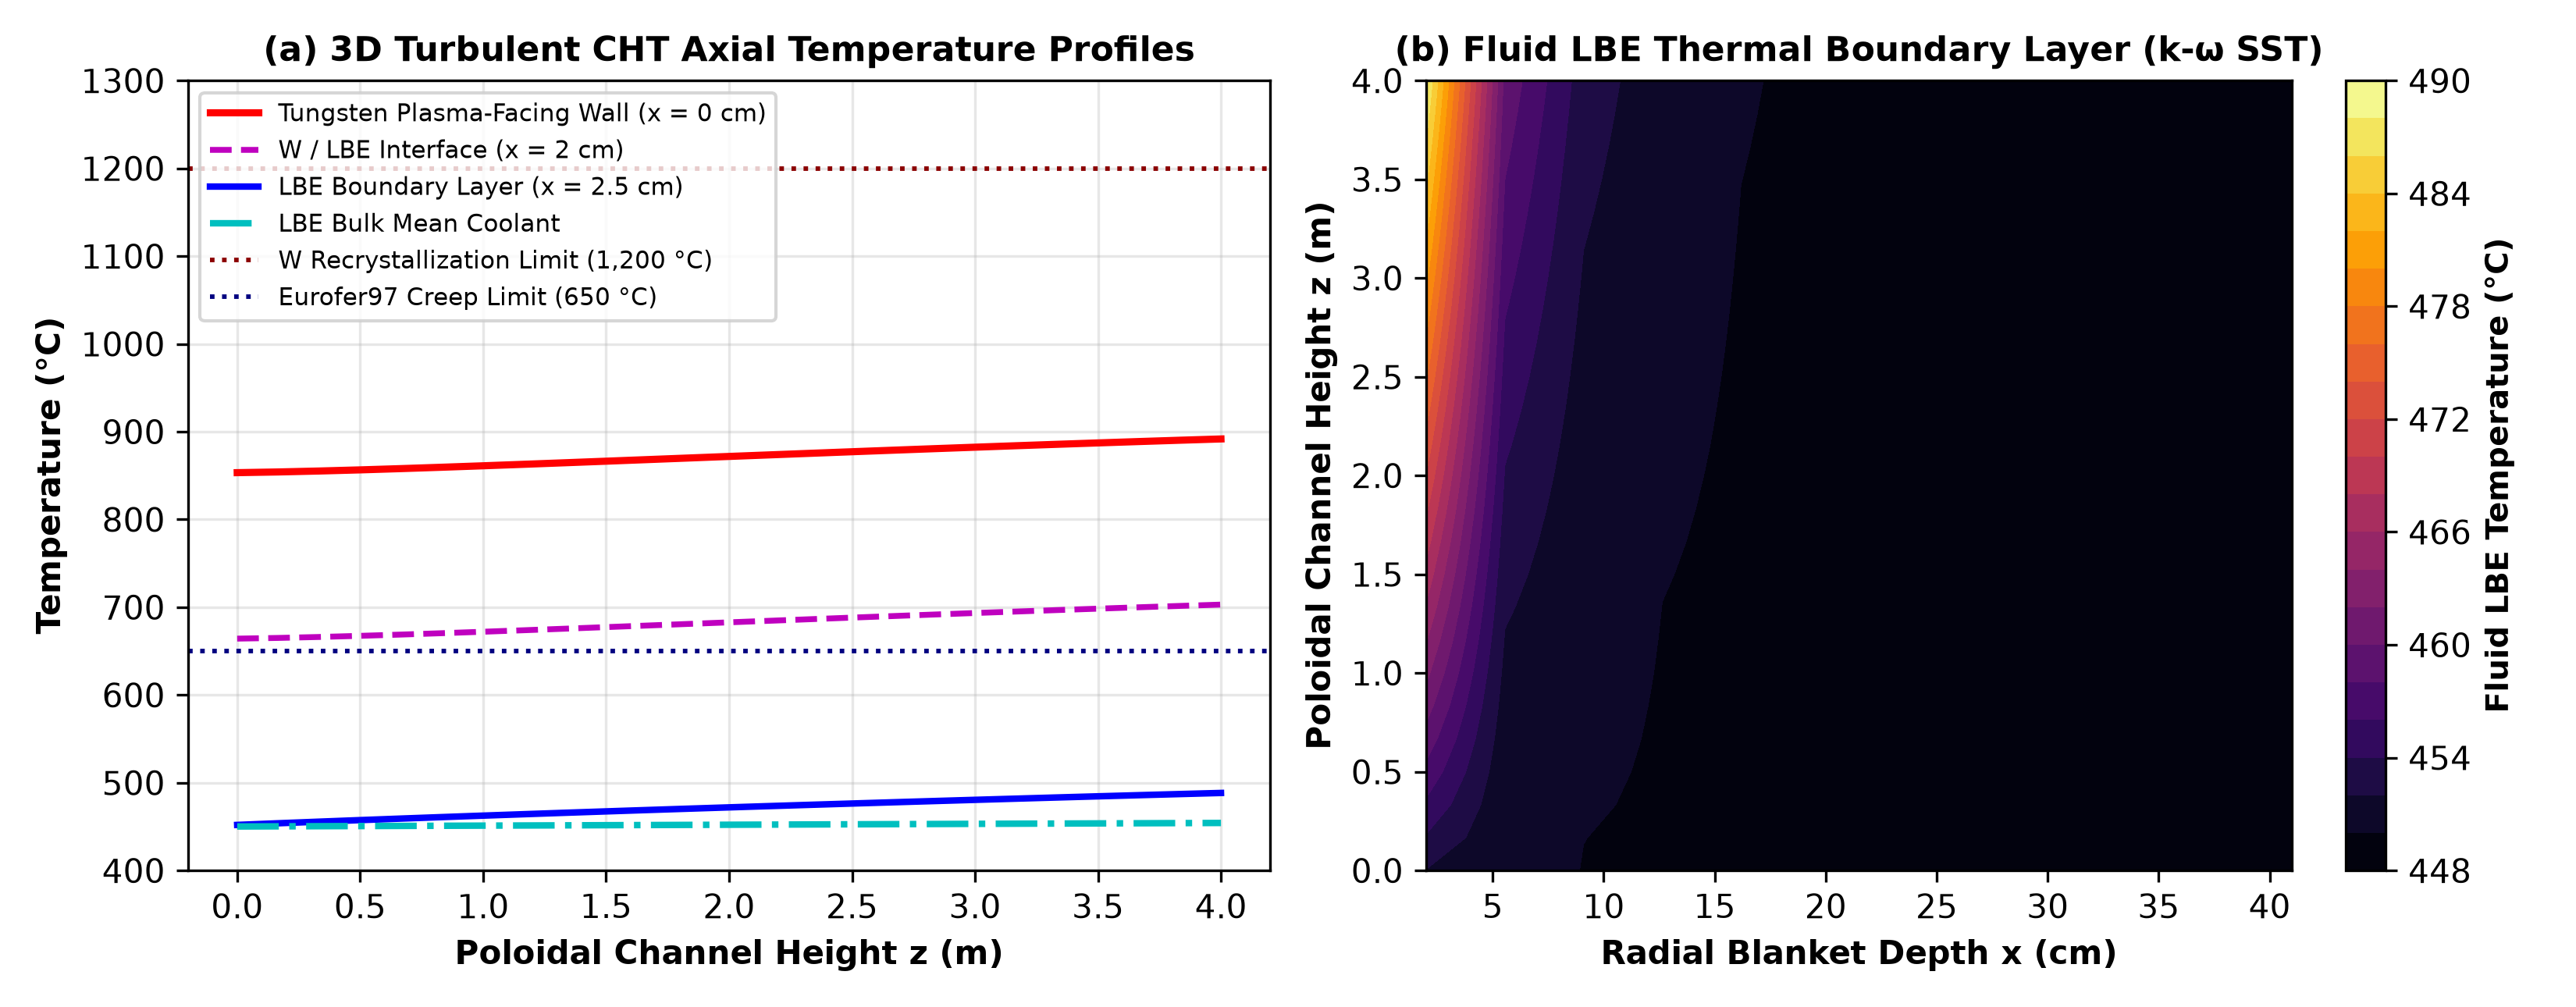 (a) 3D Turbulent CHT Axial Temperature Profiles
1300
1200
1100
1000
900
800
700
600
500
400
Temperature (°C)
Tungsten Plasma-Facing Wall (x = 0 cm)
W / LBE Interface (x = 2 cm)
LBE Boundary Layer (x = 2.5 cm)
LBE Bulk Mean Coolant
W Recrystallization Limit (1,200 °C)
Eurofer97 Creep Limit (650 °C)
0.0 0.5 1.0 1.5 2.0 2.5 3.0 3.5 4.0
Poloidal Channel Height z (m)
(b) Fluid LBE Thermal Boundary Layer (k-ω SST)
4.0
3.5
3.0
2.5
2.0
1.5
1.0
0.5
0.0
Poloidal Channel Height z (m)
5 10 15 20 25 30 35 40
Radial Blanket Depth x (cm)
490
484
478
472
466
460
454
448
Fluid LBE Temperature (°C)